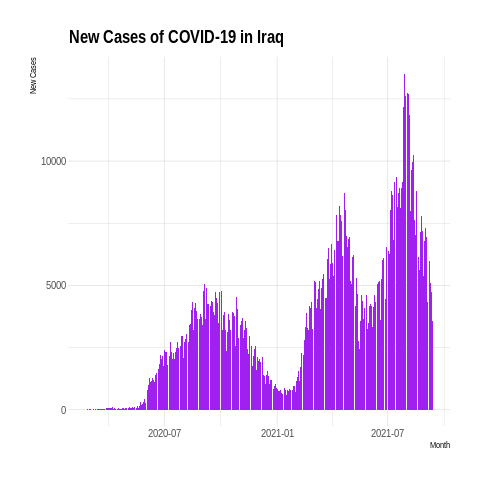 New Cases of COVID-19 in Iraq
New Cases
10000
5000
0
2020-07 2021-01 2021-07
Month